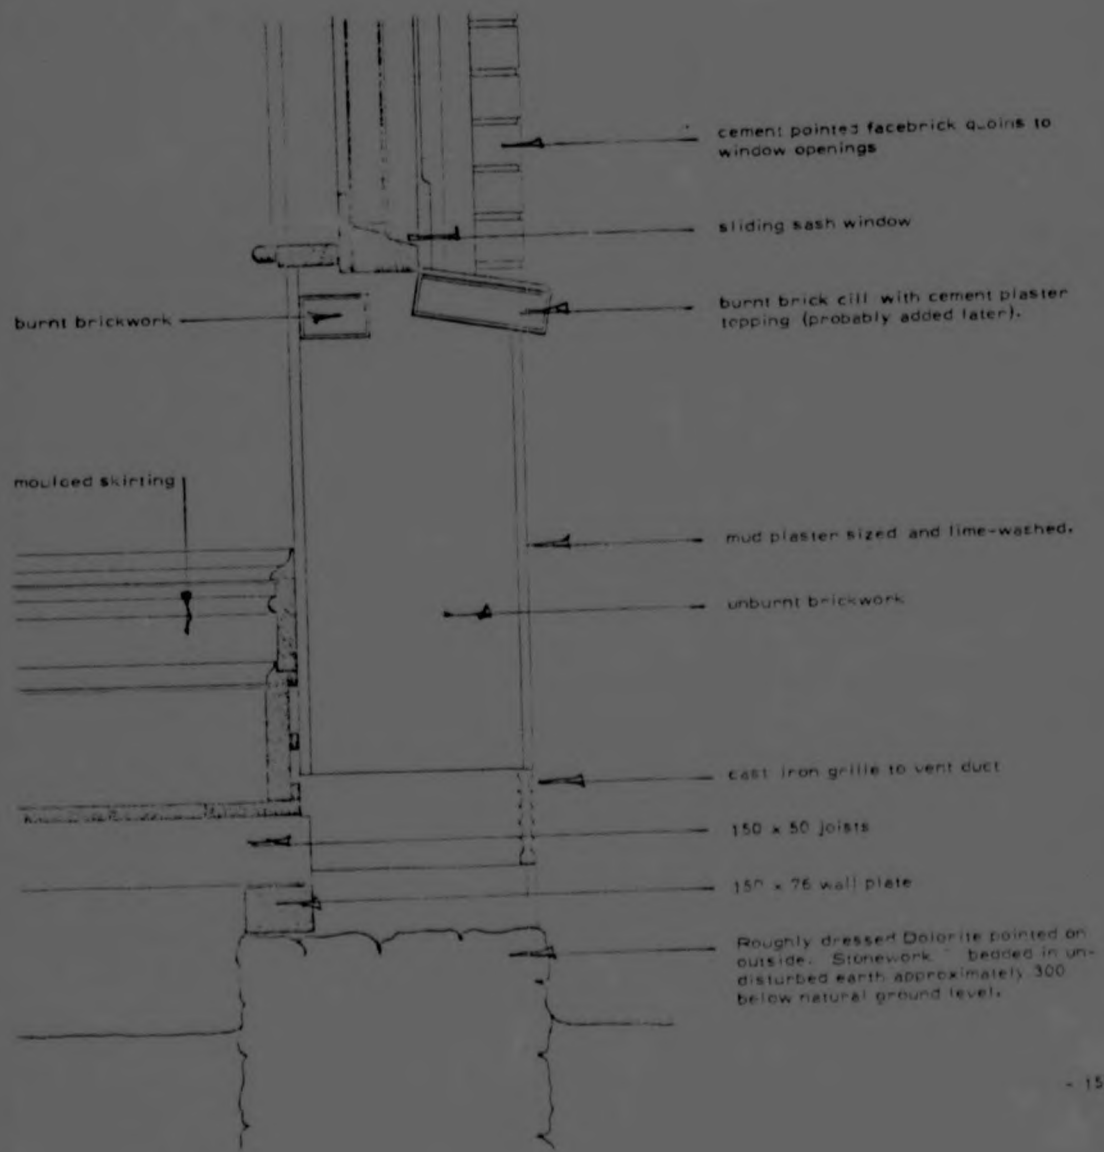 cement pointed facebrick quoins to
window openings
sliding sash window
burnt brick cill with cement plaster
topping (probably added later).
burnt brickwork
moulded skirting
mud plaster sized and lime-wathed.
unburnt brickwork
cast iron grille to vent duct
150 x 50 joists
150 x 76 wall plate
Roughly dressed Dolorite pointed on
outside. Stonework bedded in un-
disturbed earth approximately 300
below natural ground level.
- 15